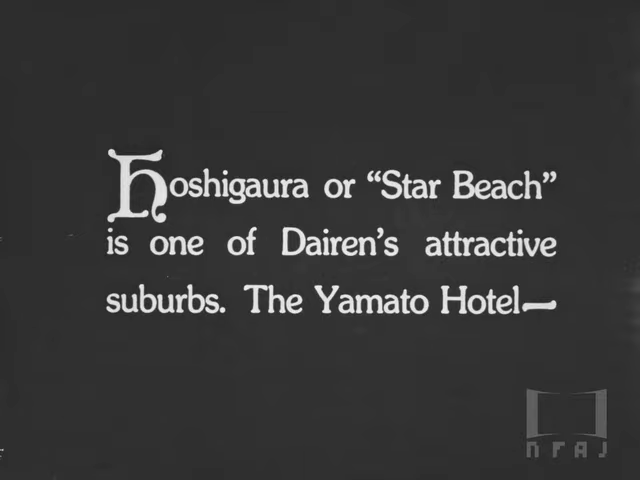 Hoshigaura or “Star Beach”
is one of Dairen’s attractive
suburbs. The Yamato Hotel—
NFAJ